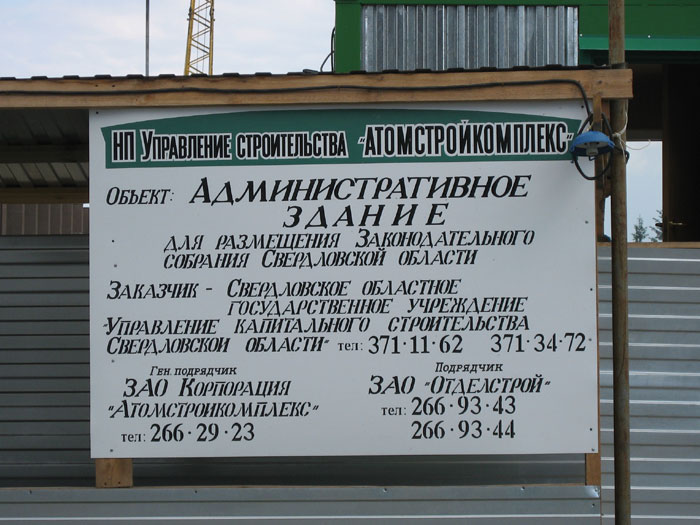 НП УПРАВЛЕНИЕ СТРОИТЕЛЬСТВА "АТОМСТРОЙКОМПЛЕКС"
ОБЪЕКТ: АДМИНИСТРАТИВНОЕ
ЗДАНИЕ
ДЛЯ РАЗМЕЩЕНИЯ ЗАКОНОДАТЕЛЬНОГО
СОБРАНИЯ СВЕРДЛОВСКОЙ ОБЛАСТИ
ЗАКАЗЧИК - СВЕРДЛОВСКОЕ ОБЛАСТНОЕ
ГОСУДАРСТВЕННОЕ УЧРЕЖДЕНИЕ
"УПРАВЛЕНИЕ КАПИТАЛЬНОГО СТРОИТЕЛЬСТВА
СВЕРДЛОВСКОЙ ОБЛАСТИ" тел: 371·11·62 371·34·72
ГЕН. ПОДРЯДЧИК
ЗАО КОРПОРАЦИЯ
"АТОМСТРОЙКОМПЛЕКС"
тел: 266·29·23
ПОДРЯДЧИК
ЗАО "ОТДЕЛСТРОЙ"
тел: 266·93·43
266·93·44